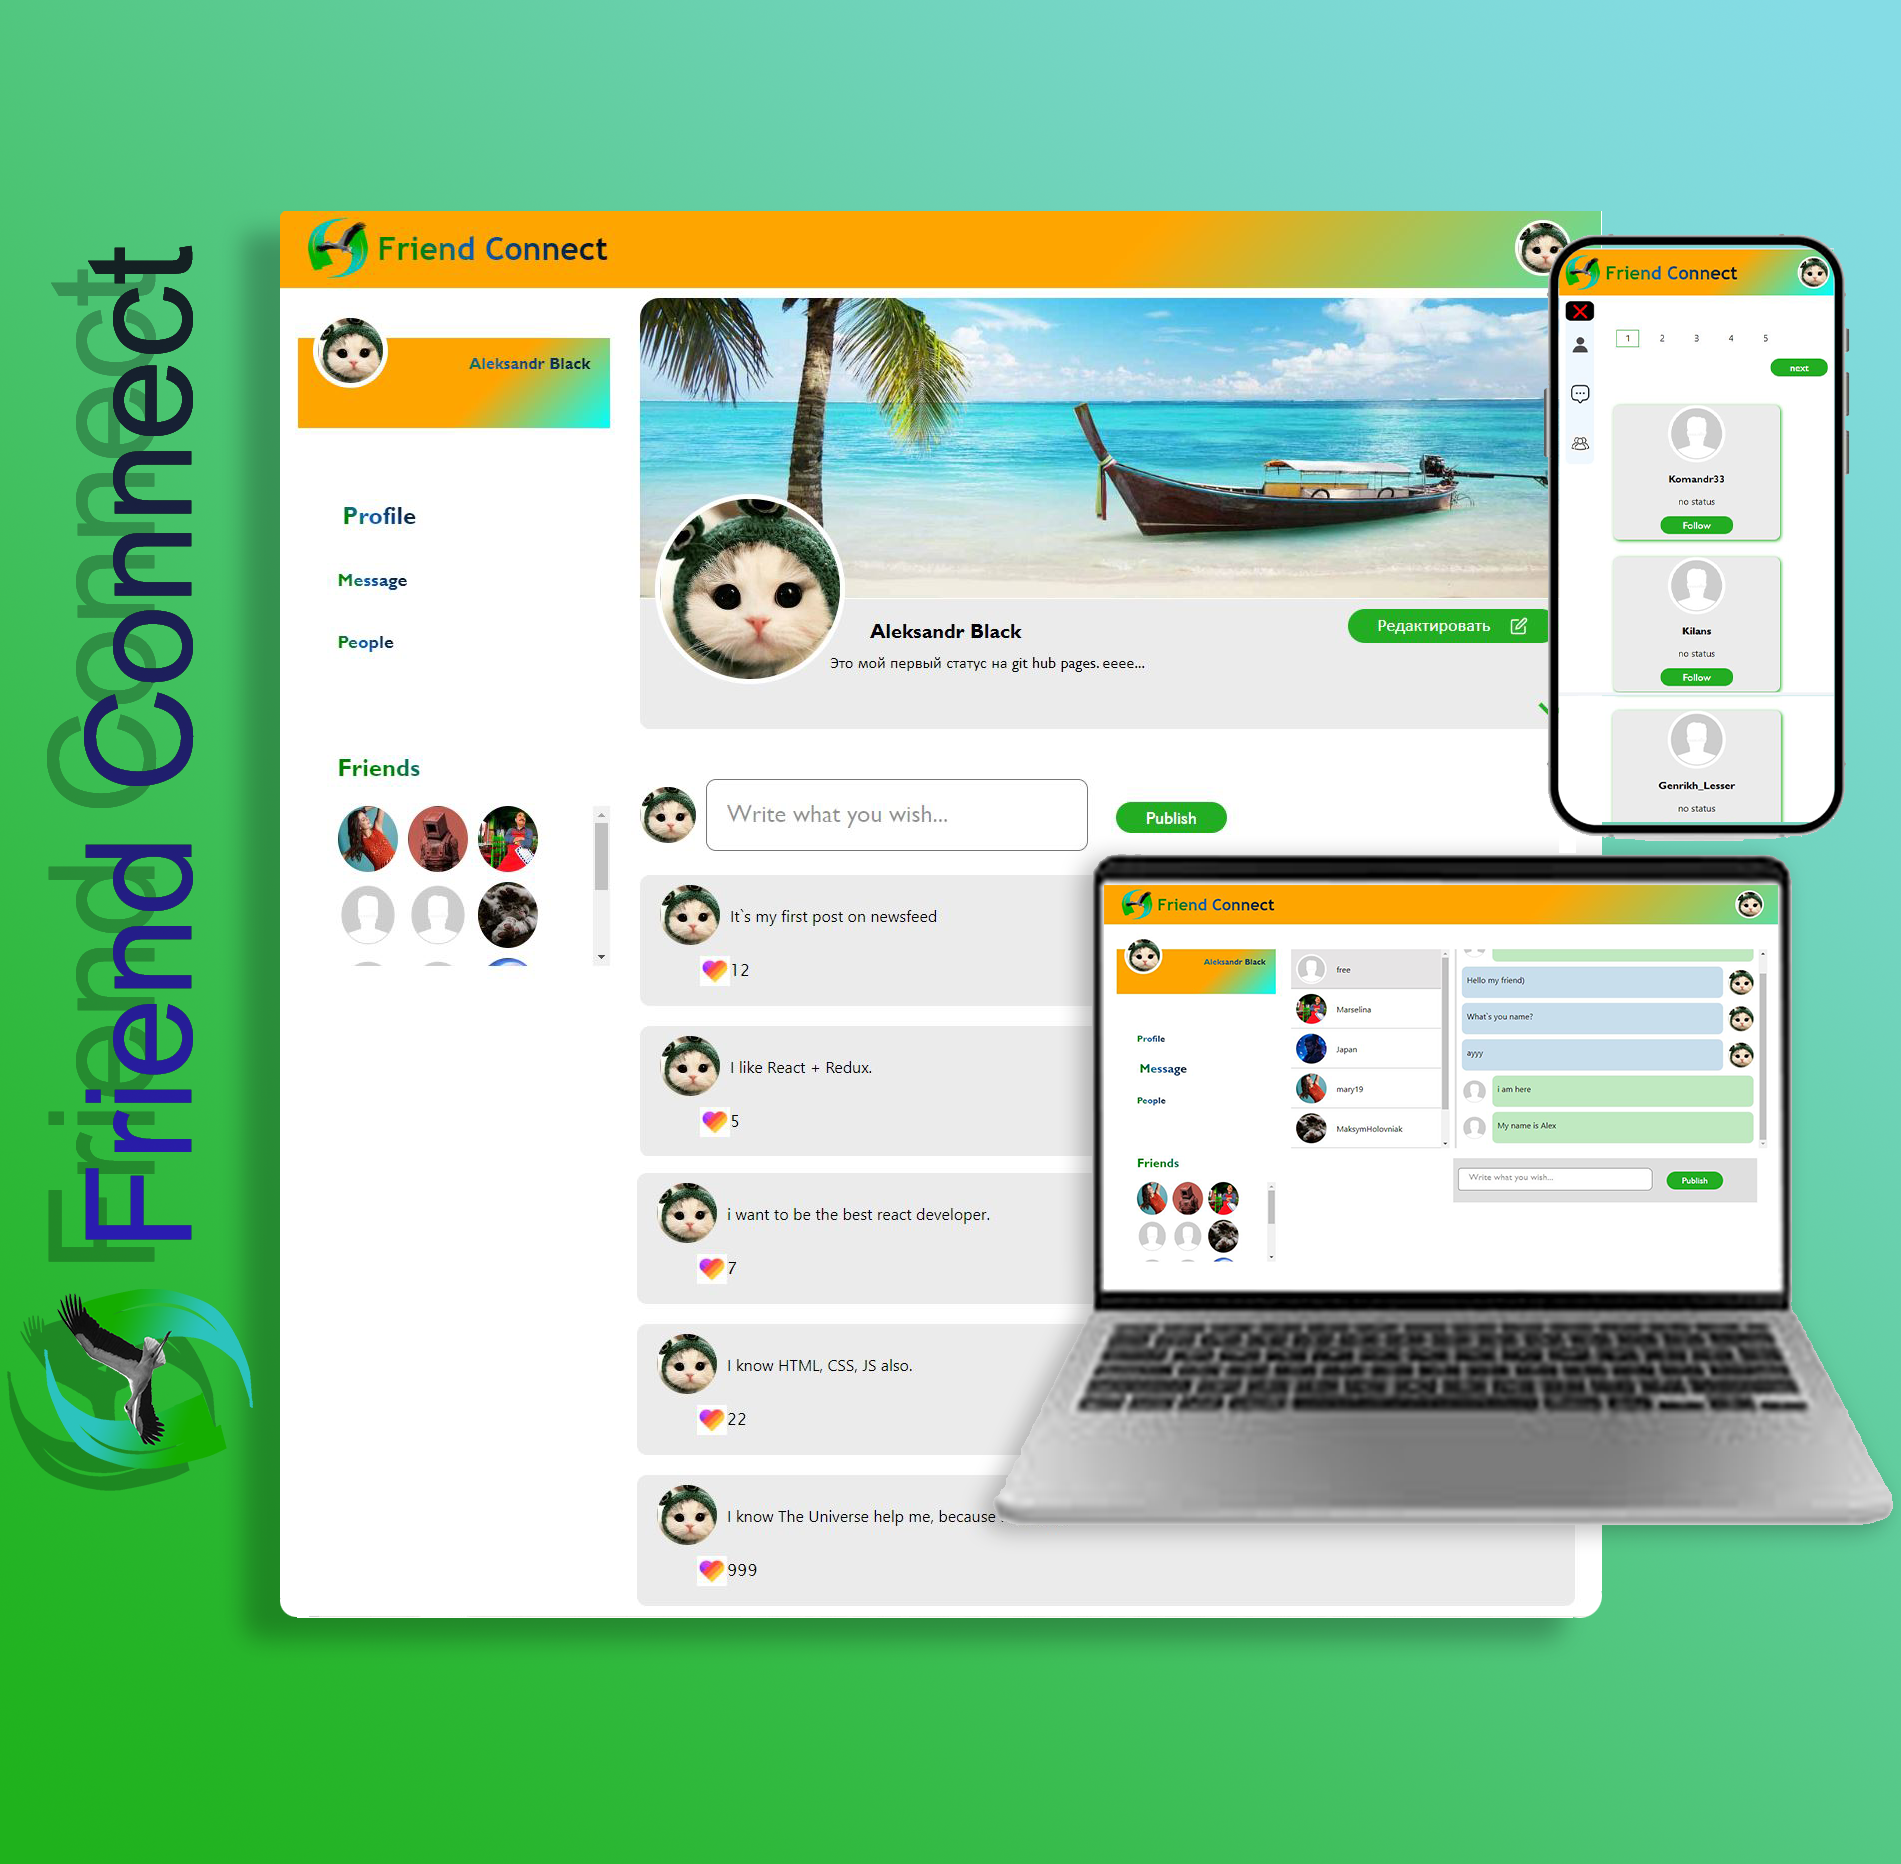 Friend Connect
Friend Connect
Aleksandr Black
Profile
Message
People
Friends
Aleksandr Black
Редактировать
Это мой первый статус на git hub pages. eeee...
Write what you wish...
Publish
It`s my first post on newsfeed
12
I like React + Redux.
5
i want to be the best react developer.
7
I know HTML, CSS, JS also.
22
I know The Universe help me, because
999
Friend Connect
1 2 3 4 5
next
Komandr33
no status
Follow
Kilans
no status
Follow
Genrikh_Lesser
no status
Friend Connect
Aleksandr Black
Profile
Message
People
Friends
free
Marselina
Japan
mary19
MaksymHolovniak
Hello my friend)
What`s you name?
ayyy
i am here
My name is Alex
Write what you wish...
Publish